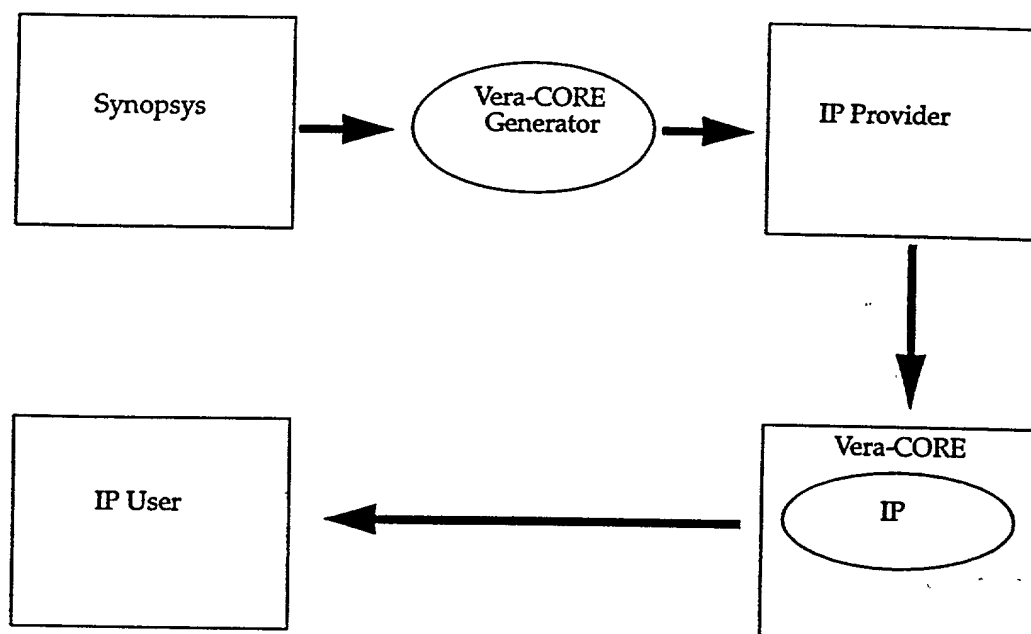 Synopsys
Vera-CORE
Generator
IP Provider
Vera-CORE
IP
IP User